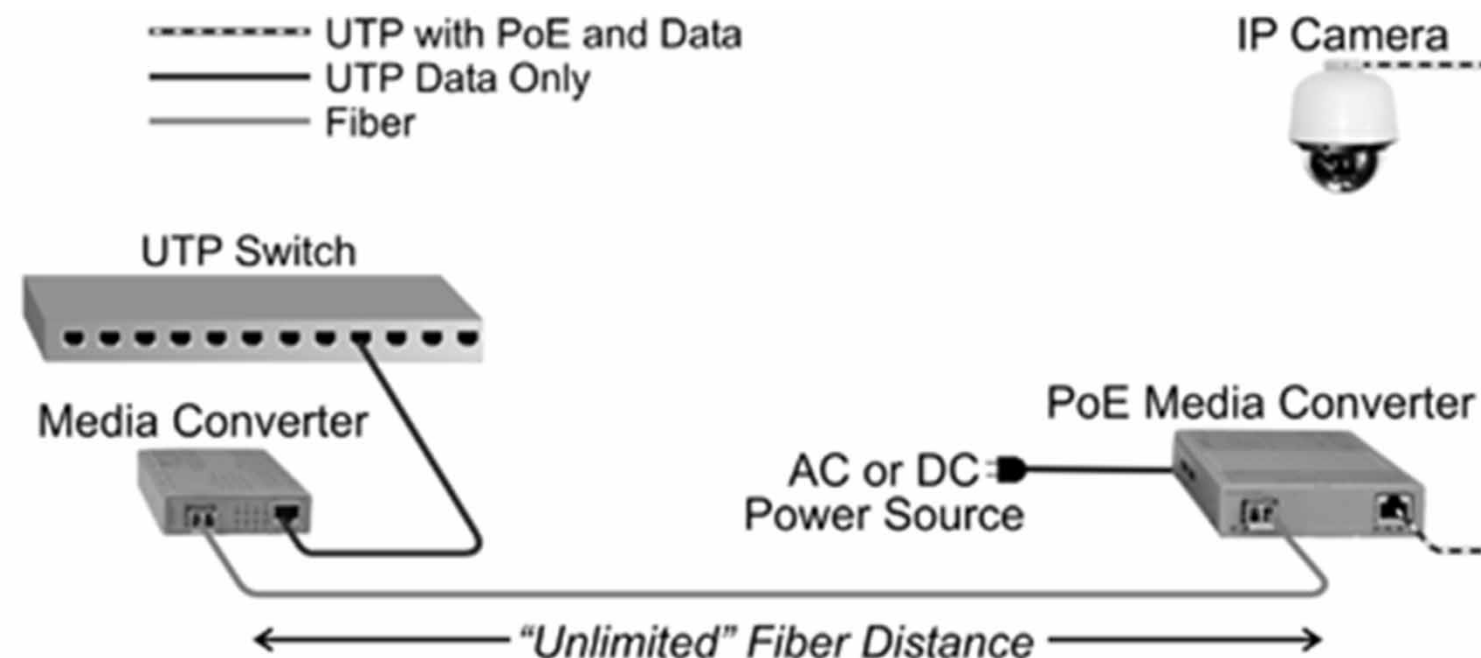 UTP with PoE and Data
UTP Data Only
Fiber
IP Camera
UTP Switch
Media Converter
PoE Media Converter
AC or DC
Power Source
“Unlimited” Fiber Distance